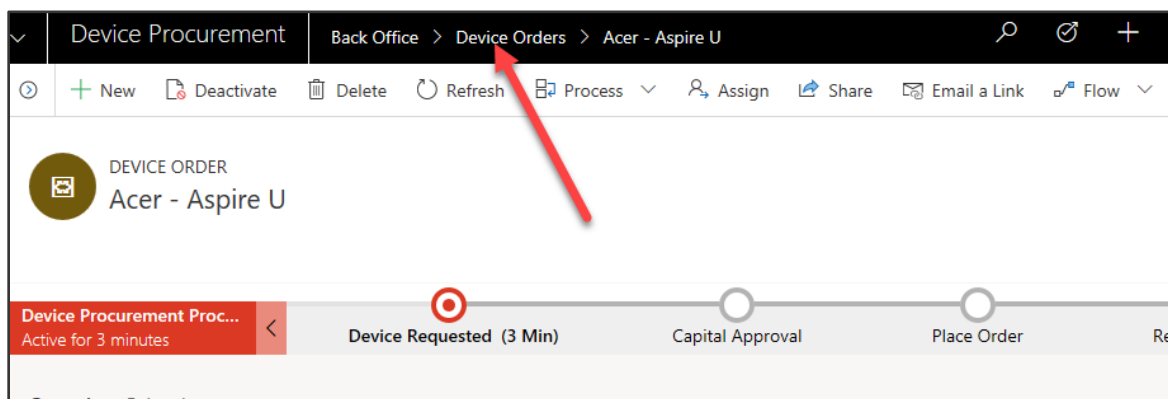 Device Procurement Back Office > Device Orders > Acer - Aspire U
New Deactivate Delete Refresh Process Assign Share Email a Link Flow
DEVICE ORDER
Acer - Aspire U
Device Procurement Proc...
Active for 3 minutes
Device Requested (3 Min) Capital Approval Place Order Re